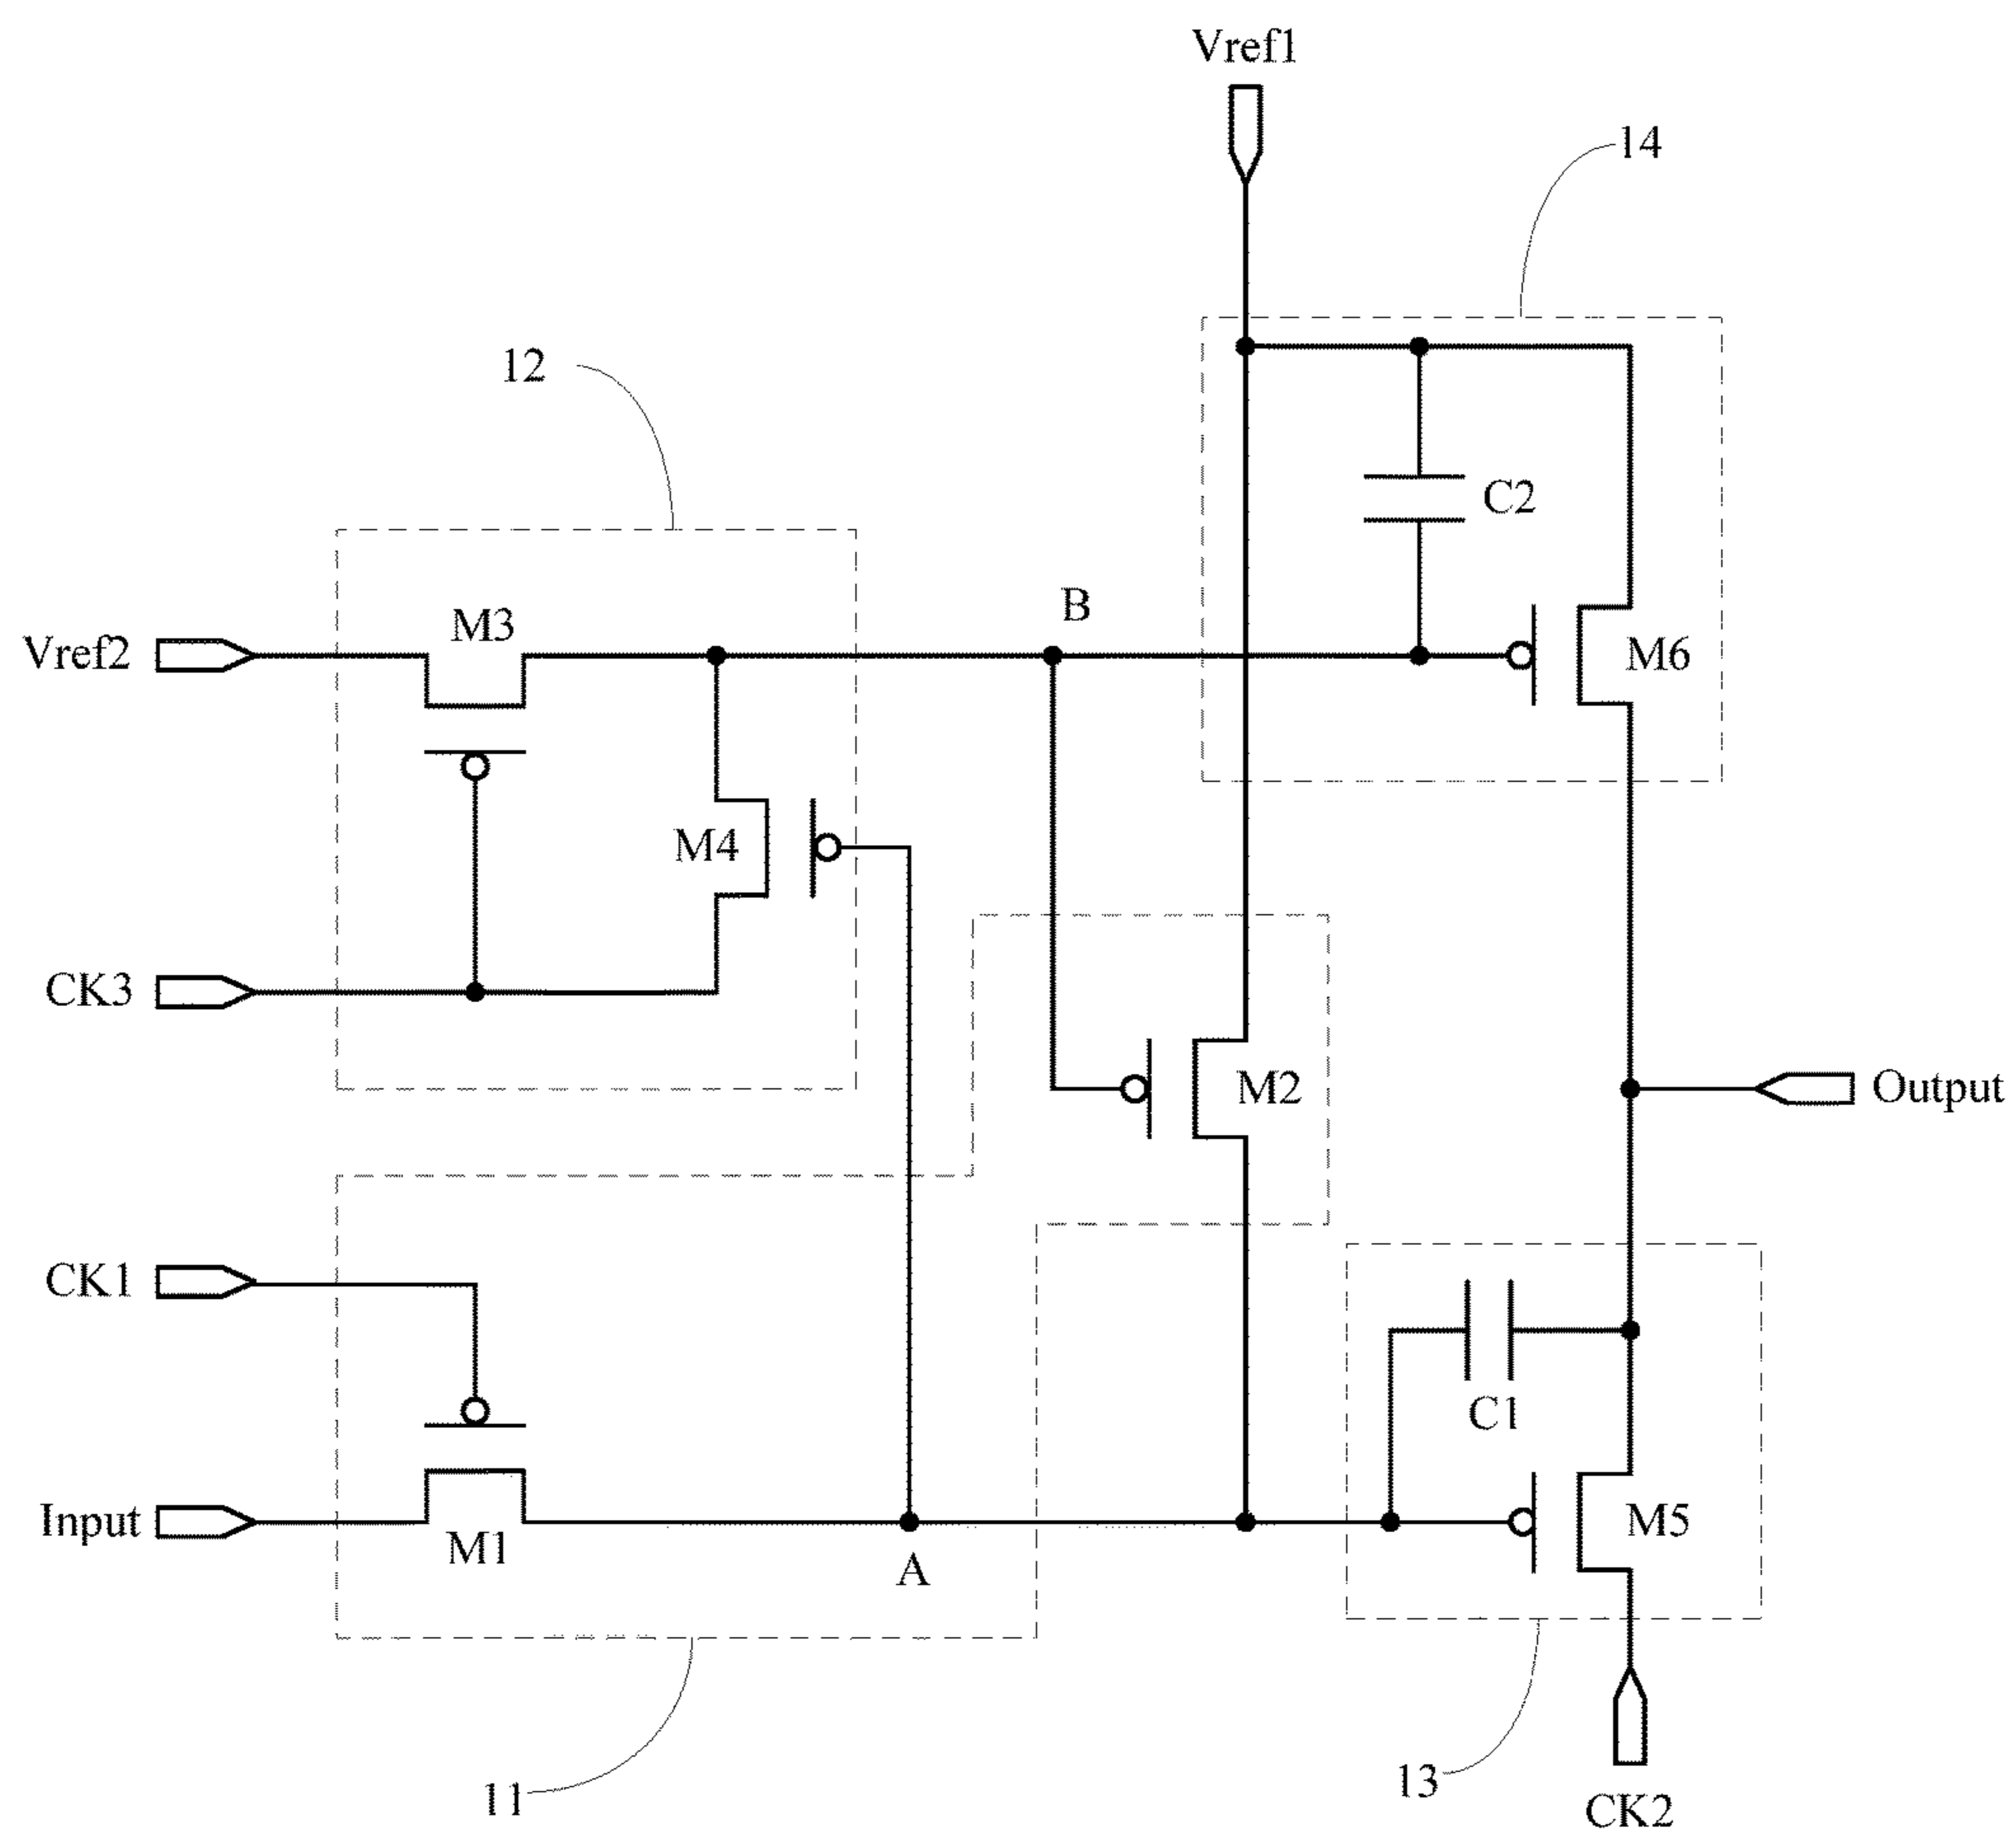 Vref1
14
12
C2
B
M3
Vref2
M6
M4
CK3
M2
Output
CK1
C1
Input
M5
M1
A
13
11
CK2